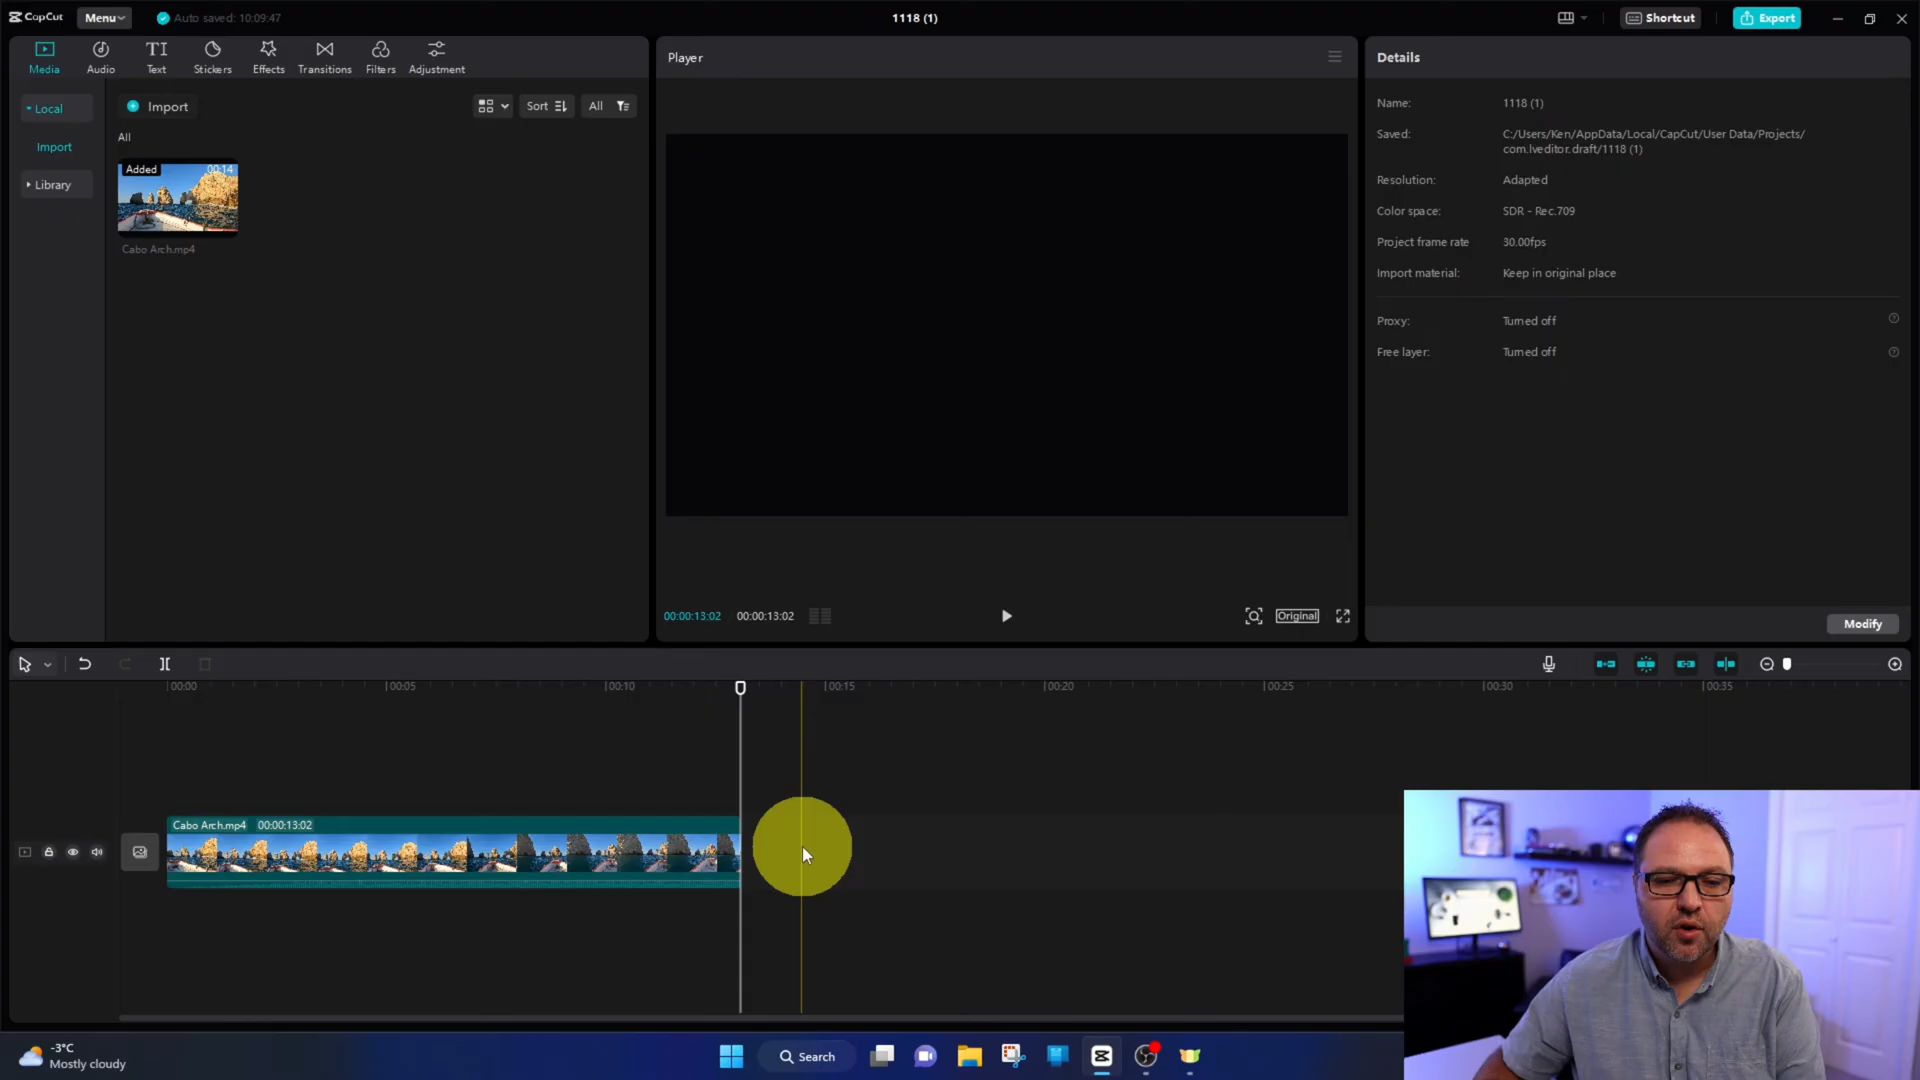 CapCut
Menu
Auto saved: 10:09:47
1118 (1)
Shortcut
Export
Media
Audio
Text
Stickers
Effects
Transitions
Filters
Adjustment
Local
Import
Library
Import
Sort
All
All
Added
00:14
Cabo Arch.mp4
Player
00:00:13:02
00:00:13:02
Original
Details
Name: 1118 (1)
Saved: C:/Users/Ken/AppData/Local/CapCut/User Data/Projects/
com.lveditor.draft/1118 (1)
Resolution: Adapted
Color space: SDR - Rec.709
Project frame rate 30.00fps
Import material: Keep in original place
Proxy: Turned off
Free layer: Turned off
Modify
00:00
00:05
00:10
00:15
00:20
00:25
00:30
00:35
Cabo Arch.mp4 00:00:13:02
-3°C
Mostly cloudy
Search